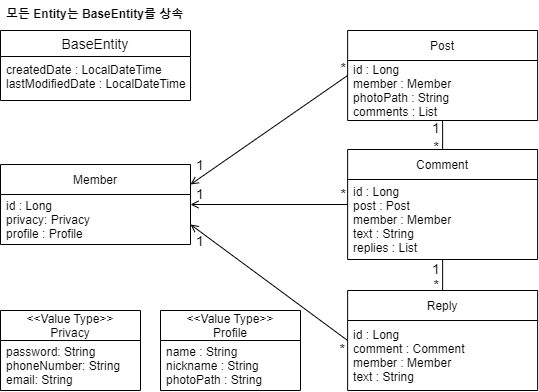 모든 Entity는 BaseEntity를 상속
BaseEntity
createdDate : LocalDateTime
lastModifiedDate : LocalDateTime
Post
id : Long
member : Member
photoPath : String
comments : List
*
1
1
*
Member
id : Long
privacy: Privacy
profile : Profile
1
1
*
Comment
id : Long
post : Post
member : Member
text : String
replies : List
1
*
*
Reply
id : Long
comment : Comment
member : Member
text : String
<<Value Type>>
Privacy
password: String
phoneNumber: String
email: String
<<Value Type>>
Profile
name : String
nickname : String
photoPath : String